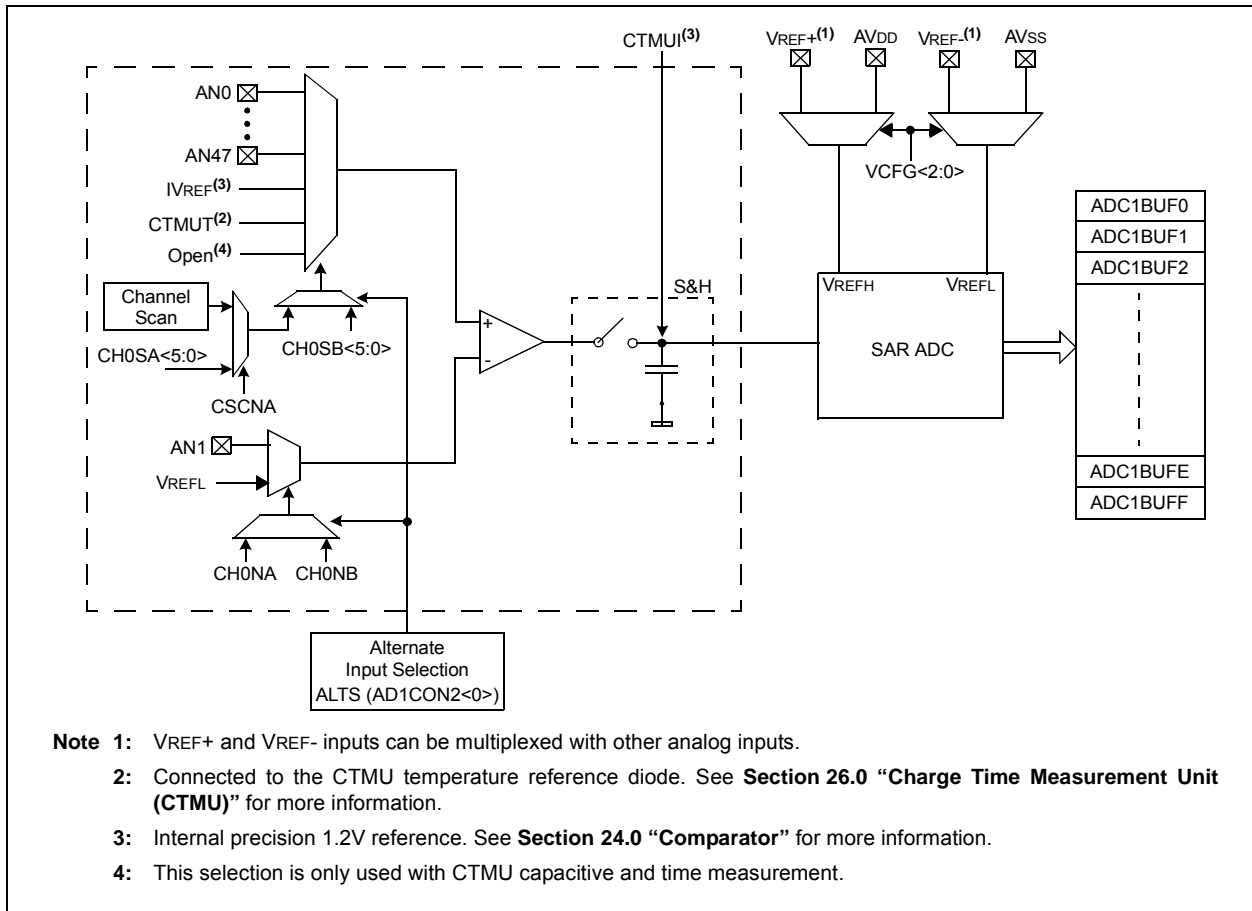 CTMUI(3)
VREF+(1)
AVDD
VREF-(1)
AVSS
AN0
AN47
IVREF(3)
CTMUT(2)
Open(4)
VCFG<2:0>
ADC1BUF0
ADC1BUF1
ADC1BUF2
ADC1BUFE
ADC1BUFF
Channel
Scan
CH0SA<5:0>
CH0SB<5:0>
CSCNA
+
-
S&H
VREFH
VREFL
SAR ADC
AN1
VREFL
CH0NA
CH0NB
Alternate
Input Selection
ALTS (AD1CON2<0>)
Note 1: VREF+ and VREF- inputs can be multiplexed with other analog inputs.
2: Connected to the CTMU temperature reference diode. See Section 26.0 “Charge Time Measurement Unit
(CTMU)” for more information.
3: Internal precision 1.2V reference. See Section 24.0 “Comparator” for more information.
4: This selection is only used with CTMU capacitive and time measurement.